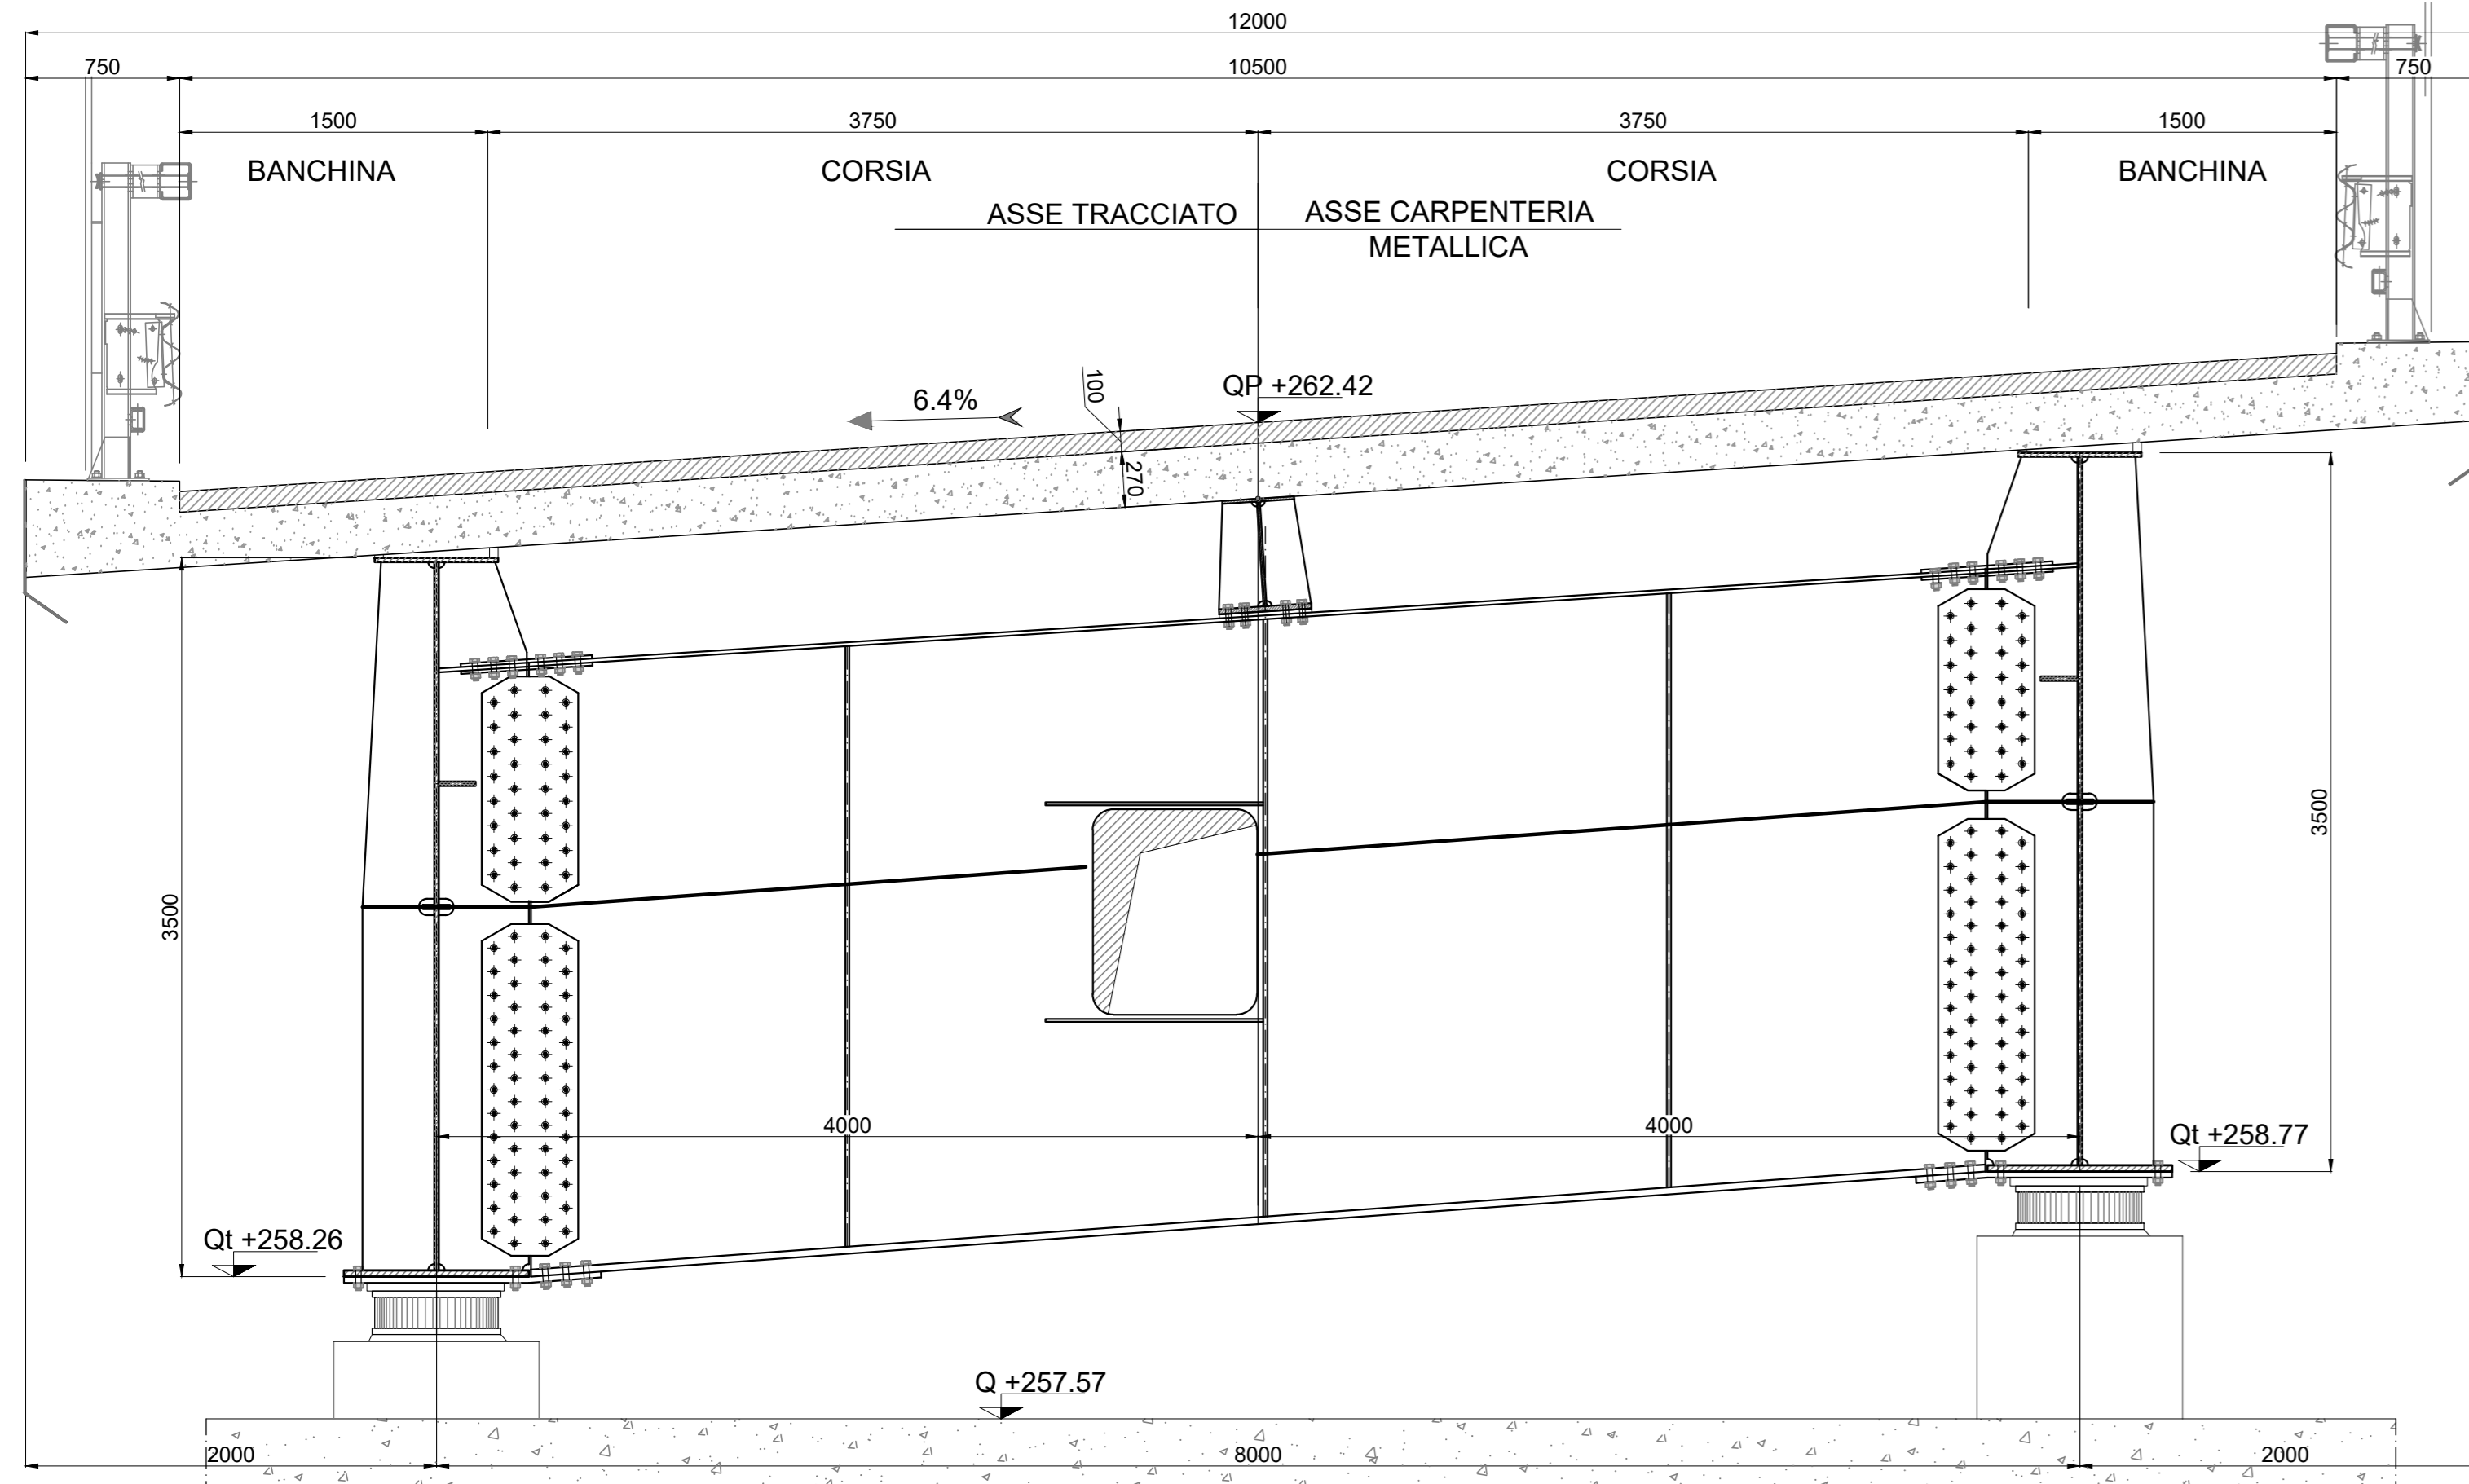 12000
750
10500
750
1500
3750
3750
1500
BANCHINA
CORSIA
CORSIA
BANCHINA
ASSE TRACCIATO
ASSE CARPENTERIA
METALLICA
100
6.4%
QP +262.42
270
3500
3500
4000
4000
Qt +258.77
Qt +258.26
Q +257.57
2000
8000
2000